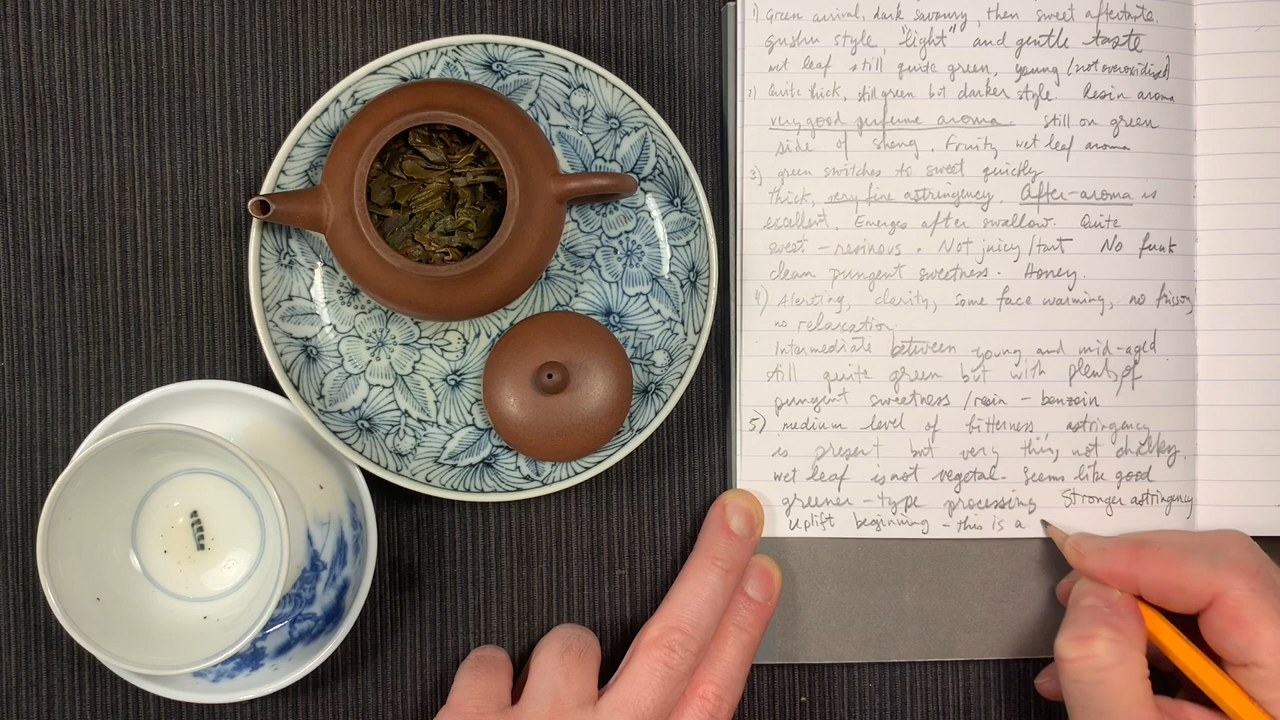 1) Green arrival, dark savoury, then sweet aftertaste.
gushu style, "light" and gentle taste
wet leaf still quite green, young /not overoxidised)
2) Quite thick, still green but darker style. Resin aroma
very good perfume aroma. Still on green
side of sheng. Fruity wet leaf aroma
3) green switches to sweet quickly
thick, very fine astringency. After-aroma is
excellent. Emerges after swallow. Quite
sweet - resinous. Not juicy/tart No funk
clean pungent sweetness. Honey.
4) Alerting, clarity, some face warming, no frisson
no relaxation.
Intermediate between young and mid-aged
still quite green but with plenty of
pungent sweetness /resin - benzoin
5) medium level of bitterness astringency
is present but very thin, not chalky.
wet leaf is not vegetal. Seems like good
greener-type processing Stronger astringency
Uplift beginning - this is a